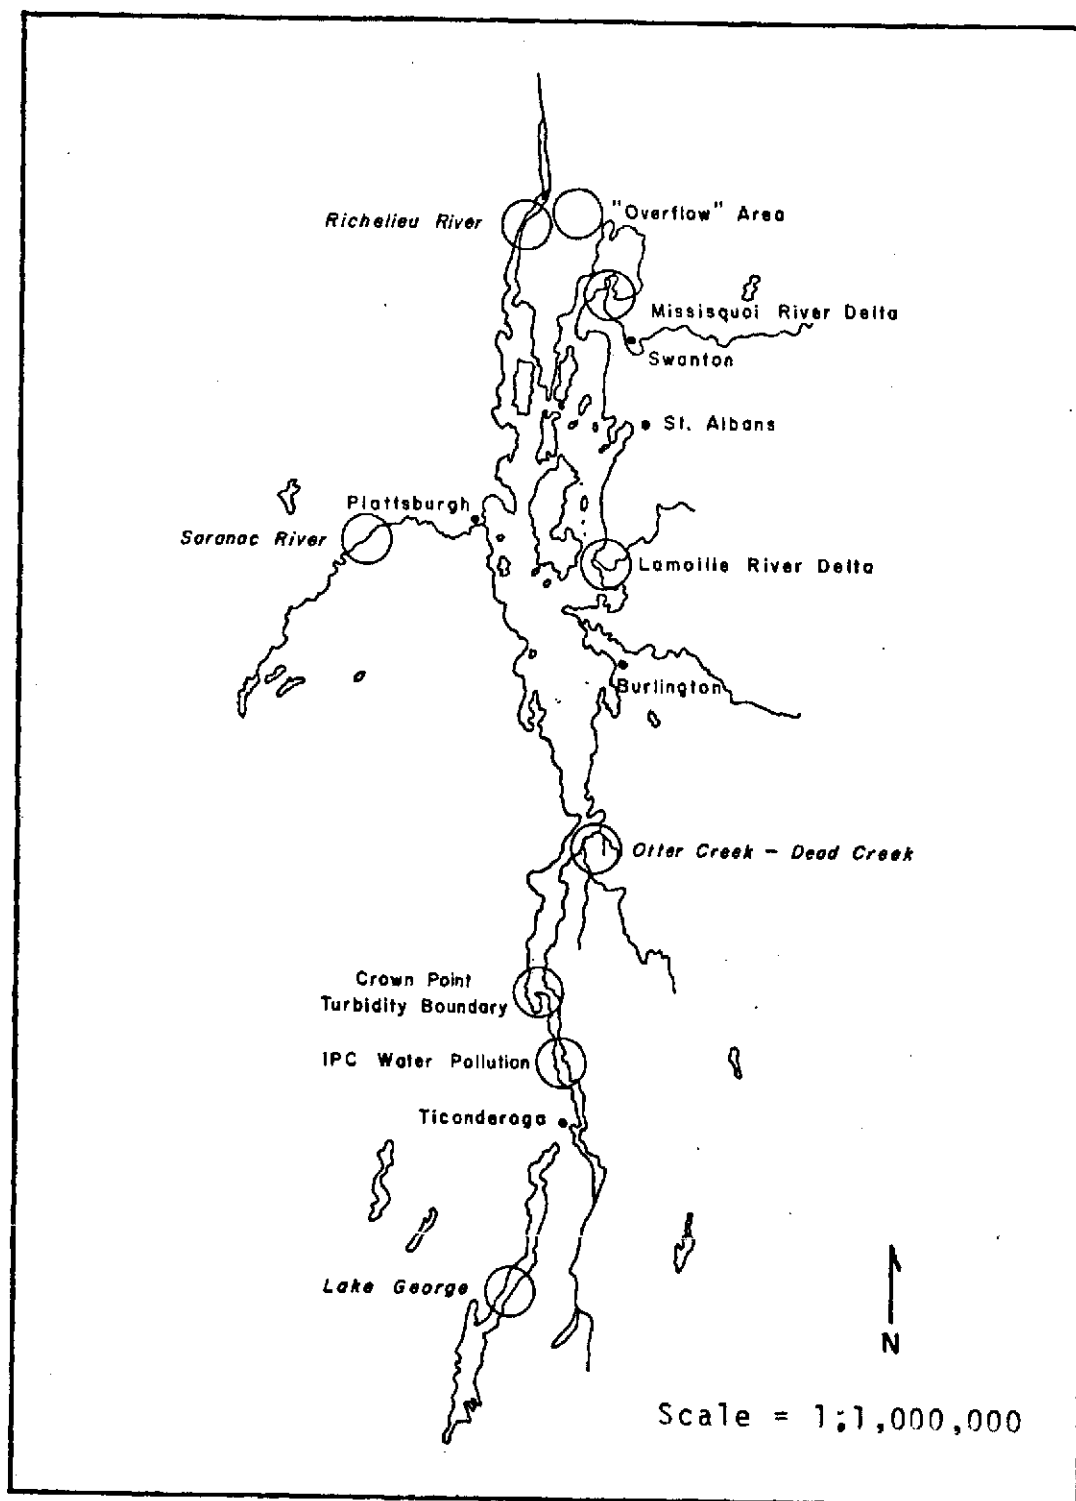 Richelieu River
"Overflow" Area
Missisquoi River Delta
Swanton
St. Albans
Plattsburgh
Saranac River
Lamoille River Delta
Burlington
Otter Creek - Dead Creek
Crown Point
Turbidity Boundary
IPC Water Pollution
Ticonderoga
Lake George
N
Scale = 1:1,000,000